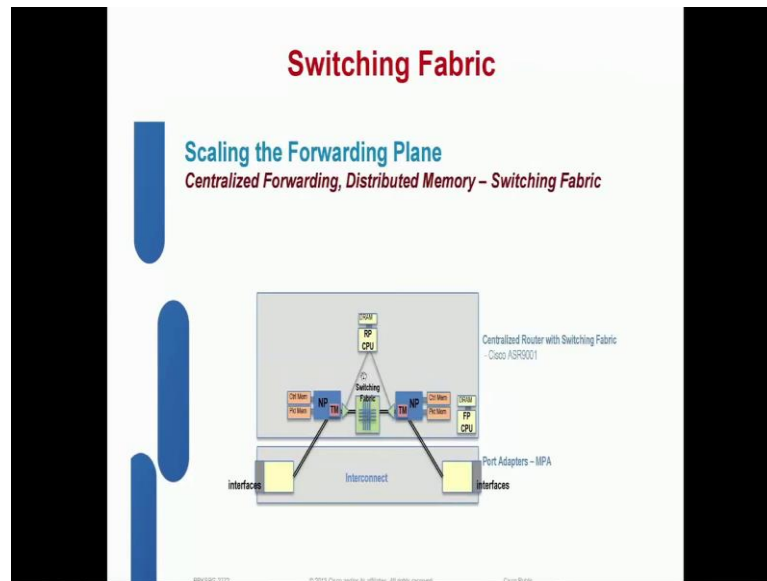 Switching Fabric
Scaling the Forwarding Plane
Centralized Forwarding, Distributed Memory – Switching Fabric
DRAM
RP
CPU
Centralized Router with Switching Fabric
- Cisco ASR9001
Switching
Fabric
Ctrl Mem
Pkt Mem
NP
TM
TM
NP
Ctrl Mem
Pkt Mem
DRAM
FP
CPU
Port Adapters – MPA
interfaces
Interconnect
interfaces